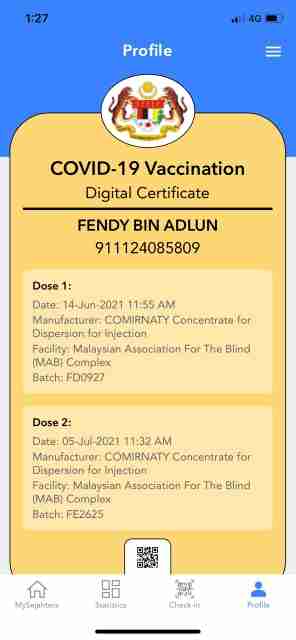 1:27
4G
Profile
COVID-19 Vaccination
Digital Certificate
FENDY BIN ADLUN
911124085809
Dose 1:
Date: 14-Jun-2021 11:55 AM
Manufacturer: COMIRNATY Concentrate for
Dispersion for Injection
Facility: Malaysian Association For The Blind
(MAB) Complex
Batch: FD0927
Dose 2:
Date: 05-Jul-2021 11:32 AM
Manufacturer: COMIRNATY Concentrate for
Dispersion for Injection
Facility: Malaysian Association For The Blind
(MAB) Complex
Batch: FE2625
MySejahtera
Statistics
Check-in
Profile